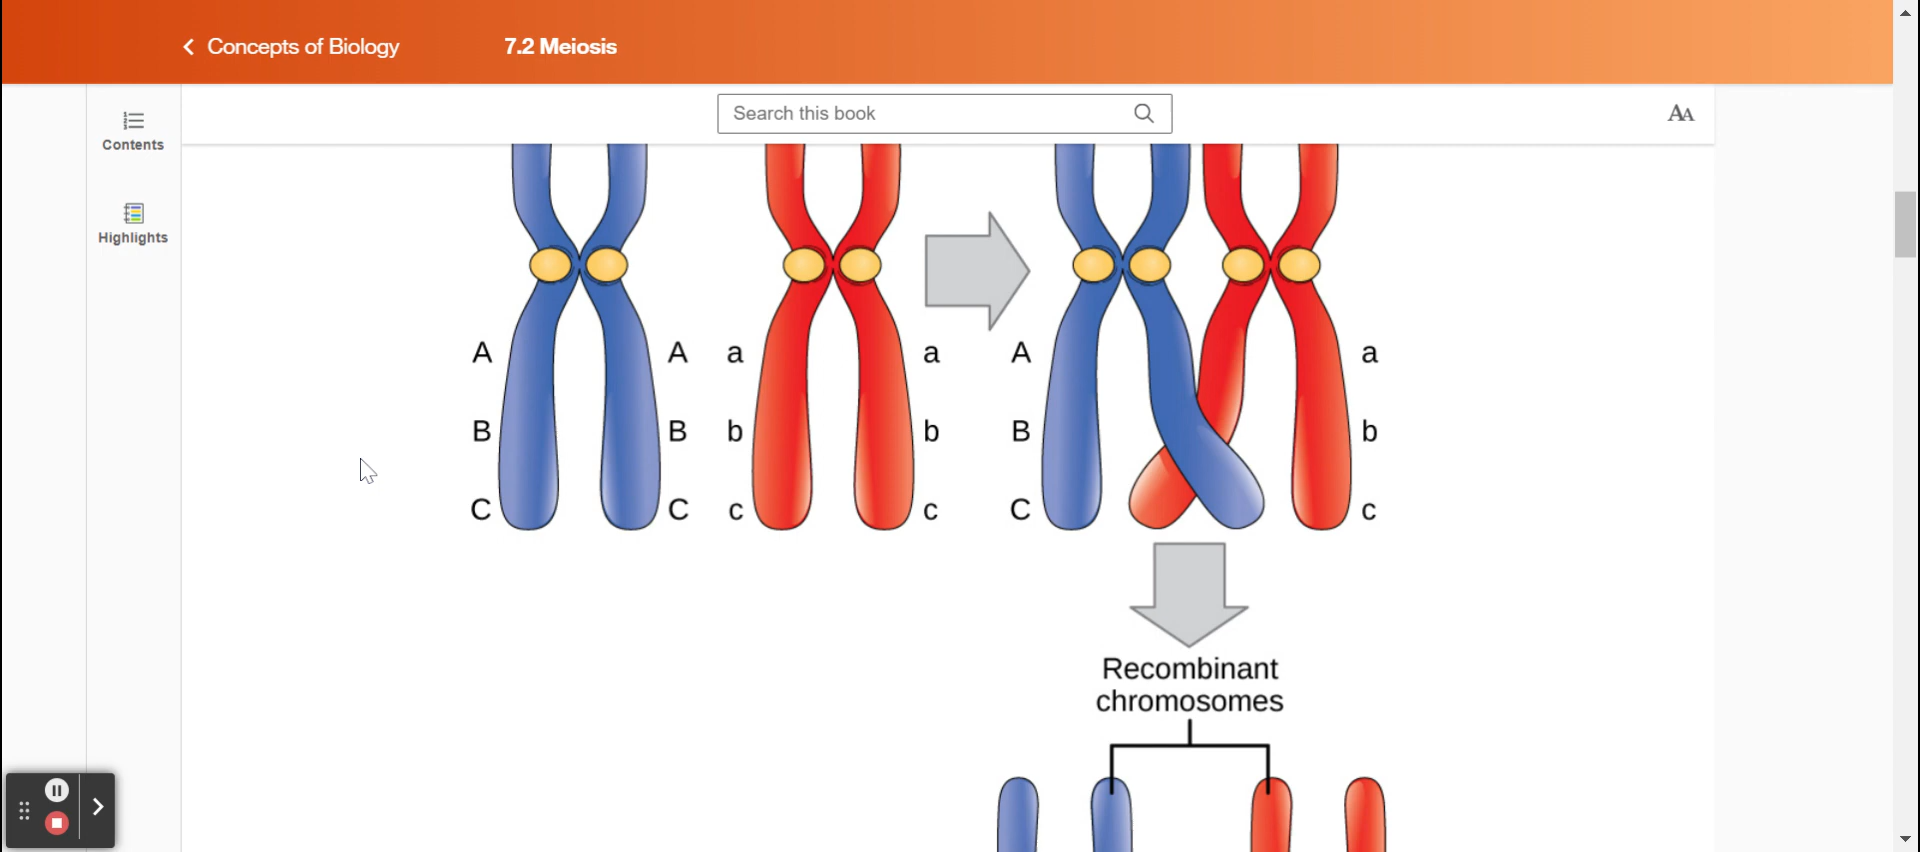 Concepts of Biology
7.2 Meiosis
Search this book
AA
Contents
Highlights
A A a a A a
B B b b B b
C C c c C c
Recombinant
chromosomes